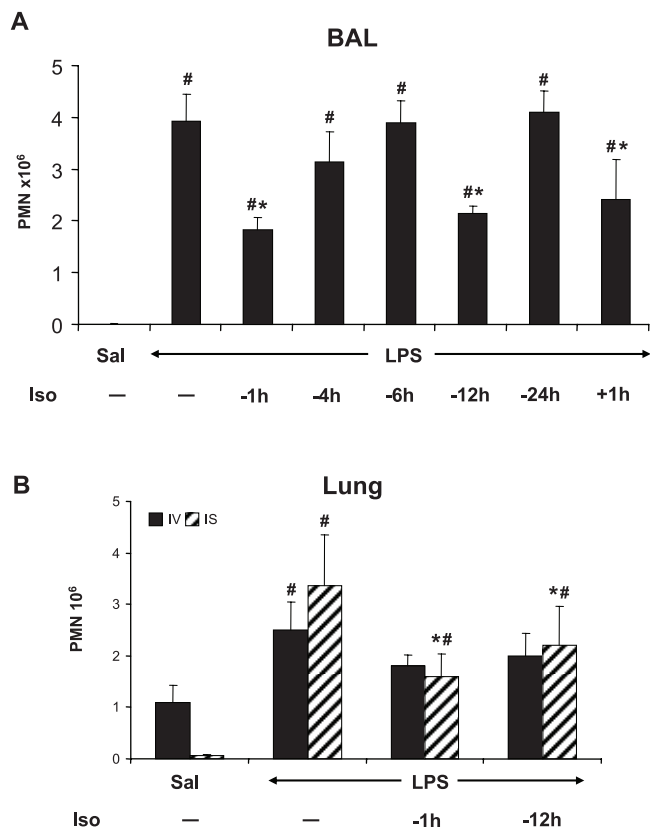 A
BAL
5
4
3
2
1
0
PMN x10⁶
#
#*
#
#
#*
#
#*
Sal
LPS
Iso — — -1h -4h -6h -12h -24h +1h
B
Lung
IV IS
5
4
3
2
1
0
PMN 10⁶
# #
*#
*#
Sal
LPS
Iso — — -1h -12h